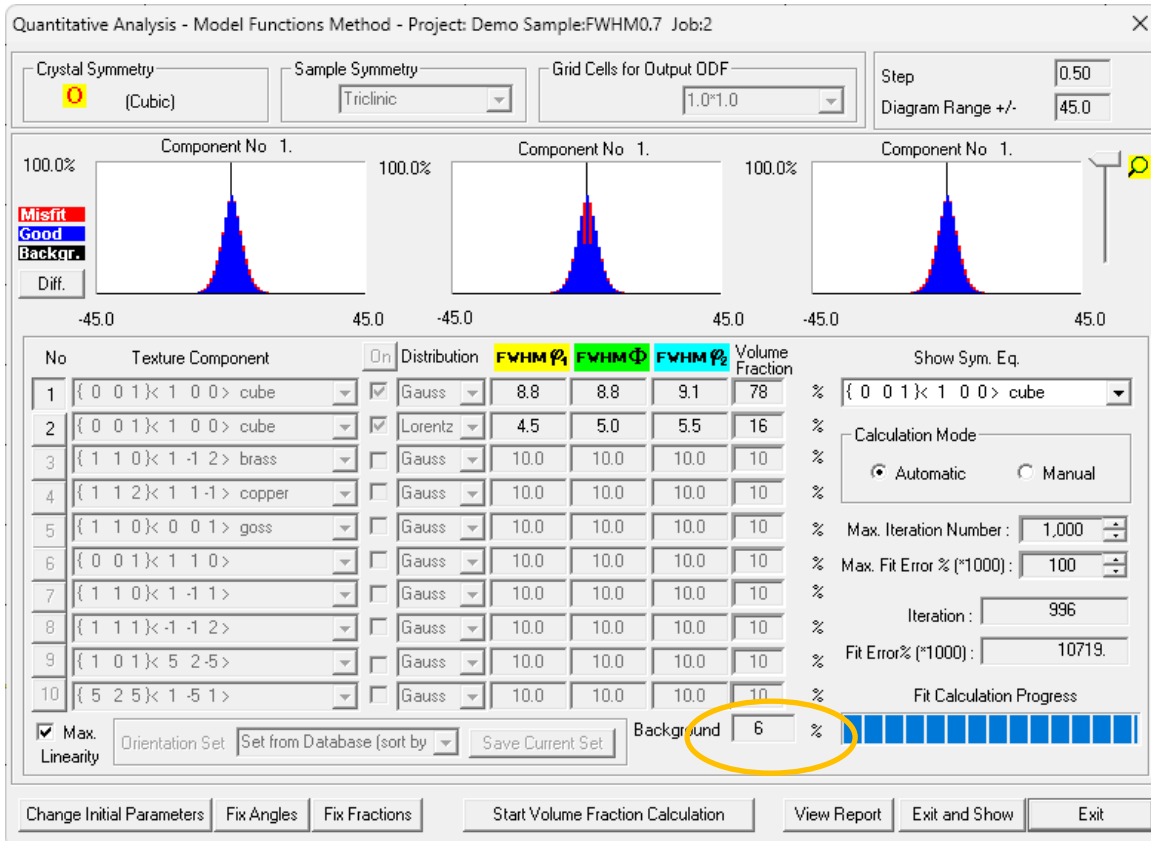 Quantitative Analysis - Model Functions Method - Project: Demo Sample:FWHM0.7 Job:2
Crystal Symmetry
O (Cubic)
Sample Symmetry
Triclinic
Grid Cells for Output ODF
1.0*1.0
Step 0.50
Diagram Range +/- 45.0
Component No 1. Component No 1. Component No 1.
100.0% 100.0% 100.0%
Misfit
Good
Backgr.
Diff.
-45.0 45.0 -45.0 45.0 -45.0 45.0
No Texture Component On Distribution FWHM φ1 FWHM Φ FWHM φ2 Volume Fraction Show Sym. Eq.
1 { 0 0 1}< 1 0 0> cube Gauss 8.8 8.8 9.1 78 % { 0 0 1}< 1 0 0> cube
2 { 0 0 1}< 1 0 0> cube Lorentz 4.5 5.0 5.5 16 %
3 { 1 1 0}< 1 -1 2> brass Gauss 10.0 10.0 10.0 10 %
4 { 1 1 2}< 1 1 -1> copper Gauss 10.0 10.0 10.0 10 %
5 { 1 1 0}< 0 0 1> goss Gauss 10.0 10.0 10.0 10 %
6 { 0 0 1}< 1 1 0> Gauss 10.0 10.0 10.0 10 %
7 { 1 1 0}< 1 -1 1> Gauss 10.0 10.0 10.0 10 %
8 { 1 1 1}< -1 -1 2> Gauss 10.0 10.0 10.0 10 %
9 { 1 0 1}< 5 2 -5> Gauss 10.0 10.0 10.0 10 %
10 { 5 2 5}< 1 -5 1> Gauss 10.0 10.0 10.0 10 %
Calculation Mode
Automatic Manual
Max. Iteration Number : 1,000
Max. Fit Error % (*1000) : 100
Iteration : 996
Fit Error% (*1000) : 10719.
Fit Calculation Progress
Max. Linearity
Orientation Set Set from Database (sort by Save Current Set
Background 6 %
Change Initial Parameters Fix Angles Fix Fractions Start Volume Fraction Calculation View Report Exit and Show Exit